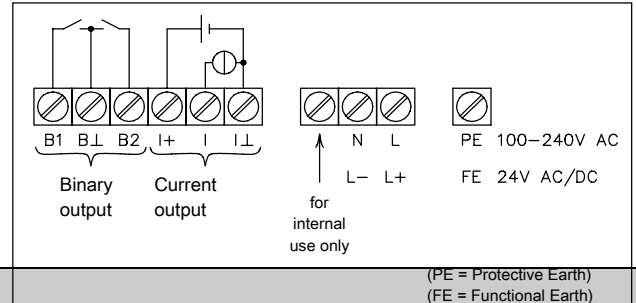 B1 B⊥ B2 I+ I I⊥ N L PE 100-240V AC
L- L+ FE 24V AC/DC
Binary output
Current output
for internal use only
(PE = Protective Earth)
(FE = Functional Earth)